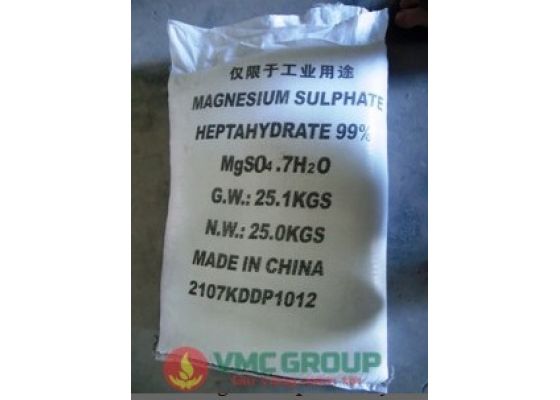 仅限于工业用途
MAGNESIUM SULPHATE
HEPTAHYDRATE 99%
MgSO₄.7H₂O
G.W.: 25.1KGS
N.W.: 25.0KGS
MADE IN CHINA
2107KDDP1012
VMC GROUP